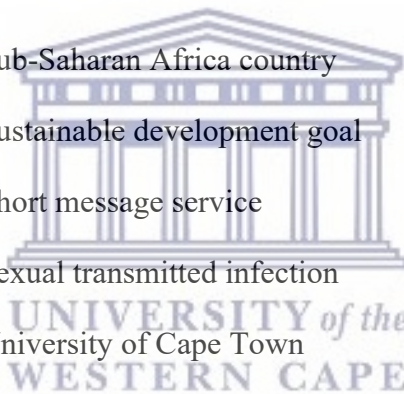 ub-Saharan Africa country
ustainable development goal
hort message service
exual transmitted infection
UNIVERSITY of the
niversity of Cape Town
WESTERN CAPE